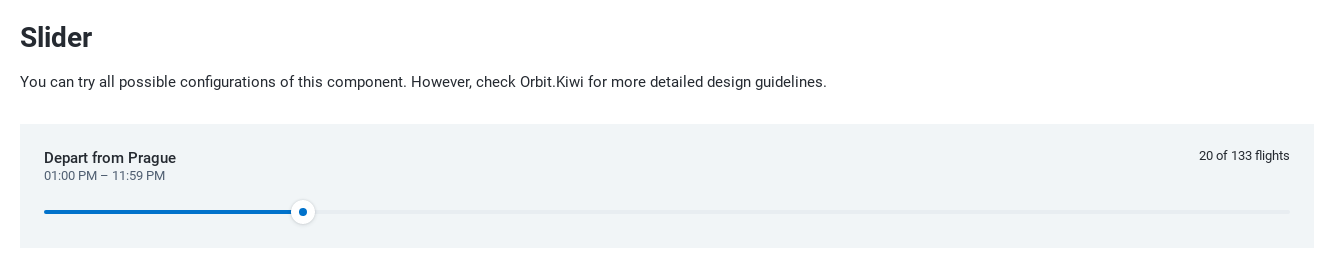 Slider
You can try all possible configurations of this component. However, check Orbit.Kiwi for more detailed design guidelines.
Depart from Prague
20 of 133 flights
01:00 PM – 11:59 PM